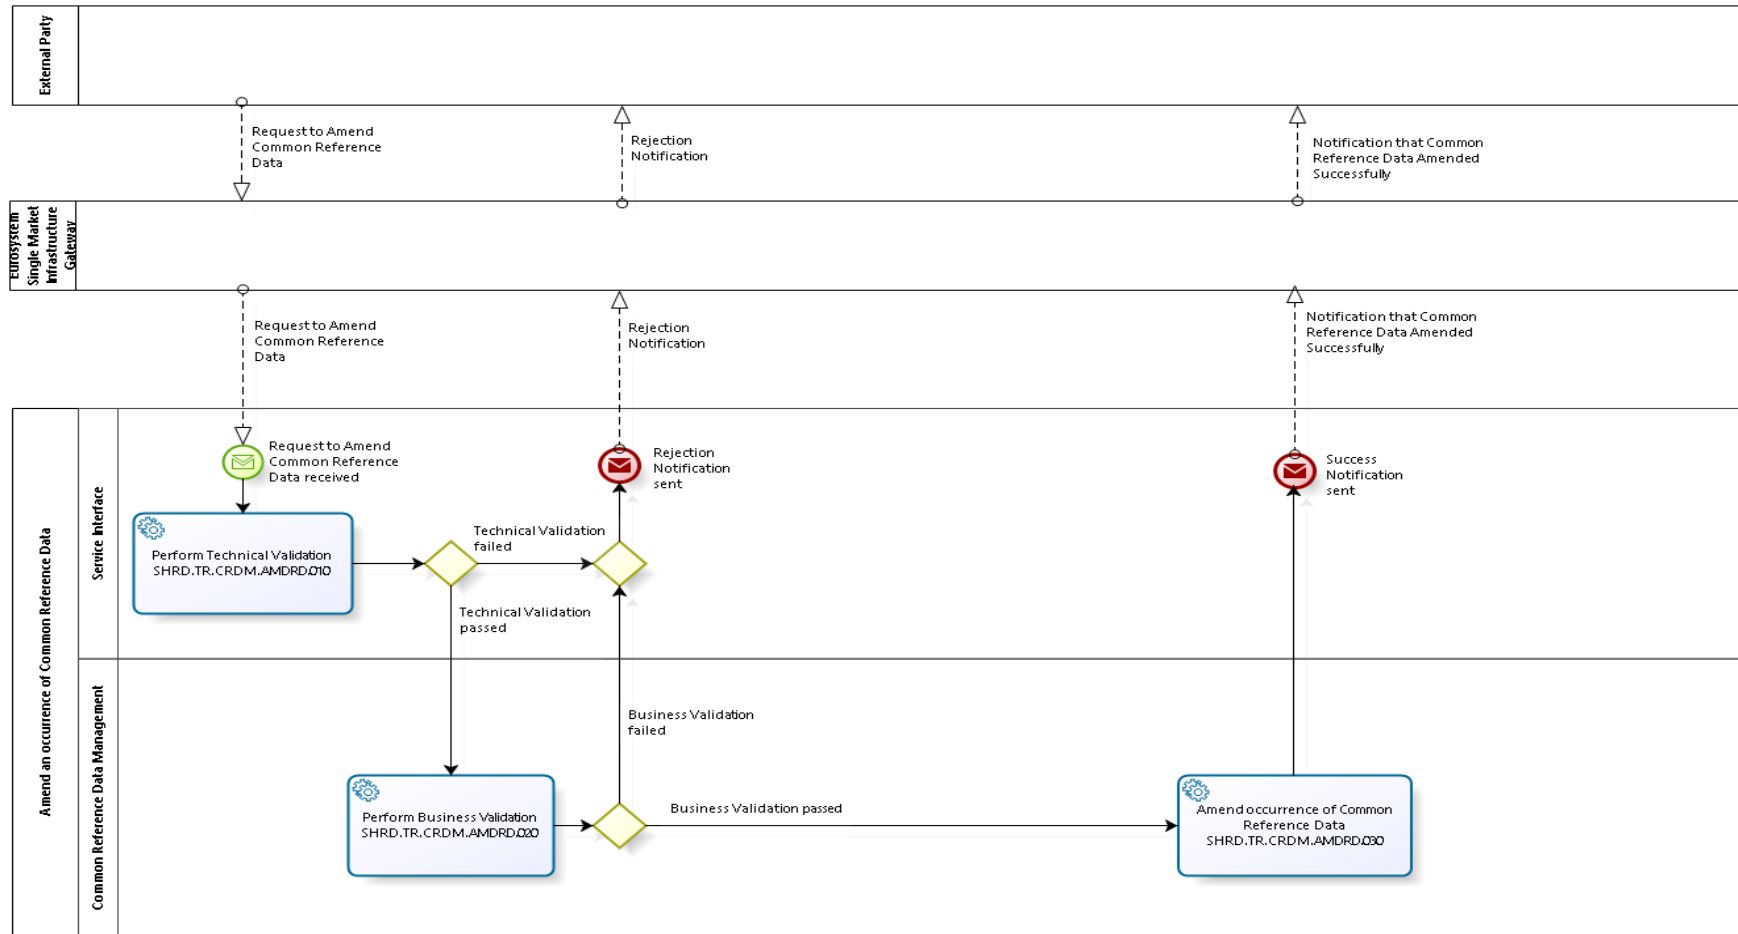 External Party
Request to Amend
Common Reference
Data
Rejection
Notification
Notification that Common
Reference Data Amended
Successfully
Eurosystem
Single Market
Infrastructure
Gateway
Request to Amend
Common Reference
Data
Rejection
Notification
Notification that Common
Reference Data Amended
Successfully
Amend an occurrence of Common Reference Data
Service Interface
Request to Amend
Common Reference
Data received
Rejection
Notification
sent
Success
Notification
sent
Perform Technical Validation
SHRD.TR.CRDM.AMDRD.010
Technical Validation
failed
Technical Validation
passed
Common Reference Data Management
Business Validation
failed
Perform Business Validation
SHRD.TR.CRDM.AMDRD.020
Business Validation passed
Amend occurrence of Common
Reference Data
SHRD.TR.CRDM.AMDRD.030